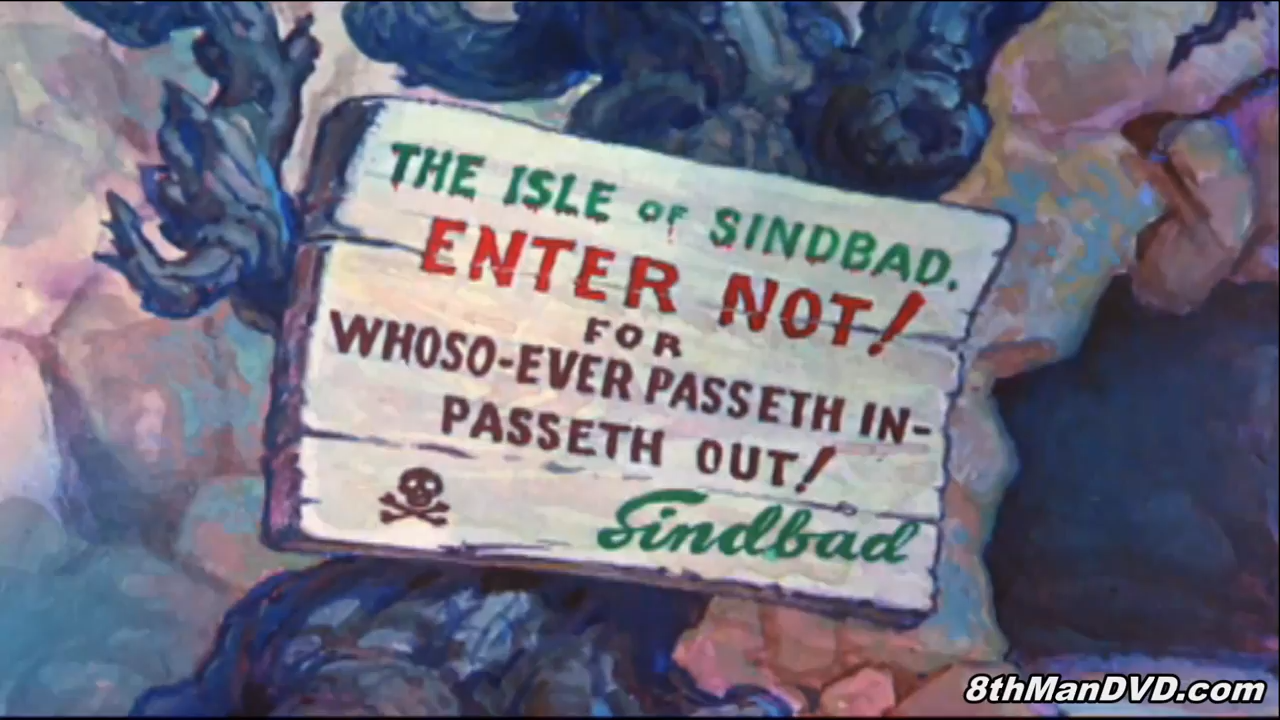 THE ISLE OF SINDBAD.
ENTER NOT!
FOR
WHOSO-EVER PASSETH IN-
PASSETH OUT!
Sindbad
8thManDVD.com